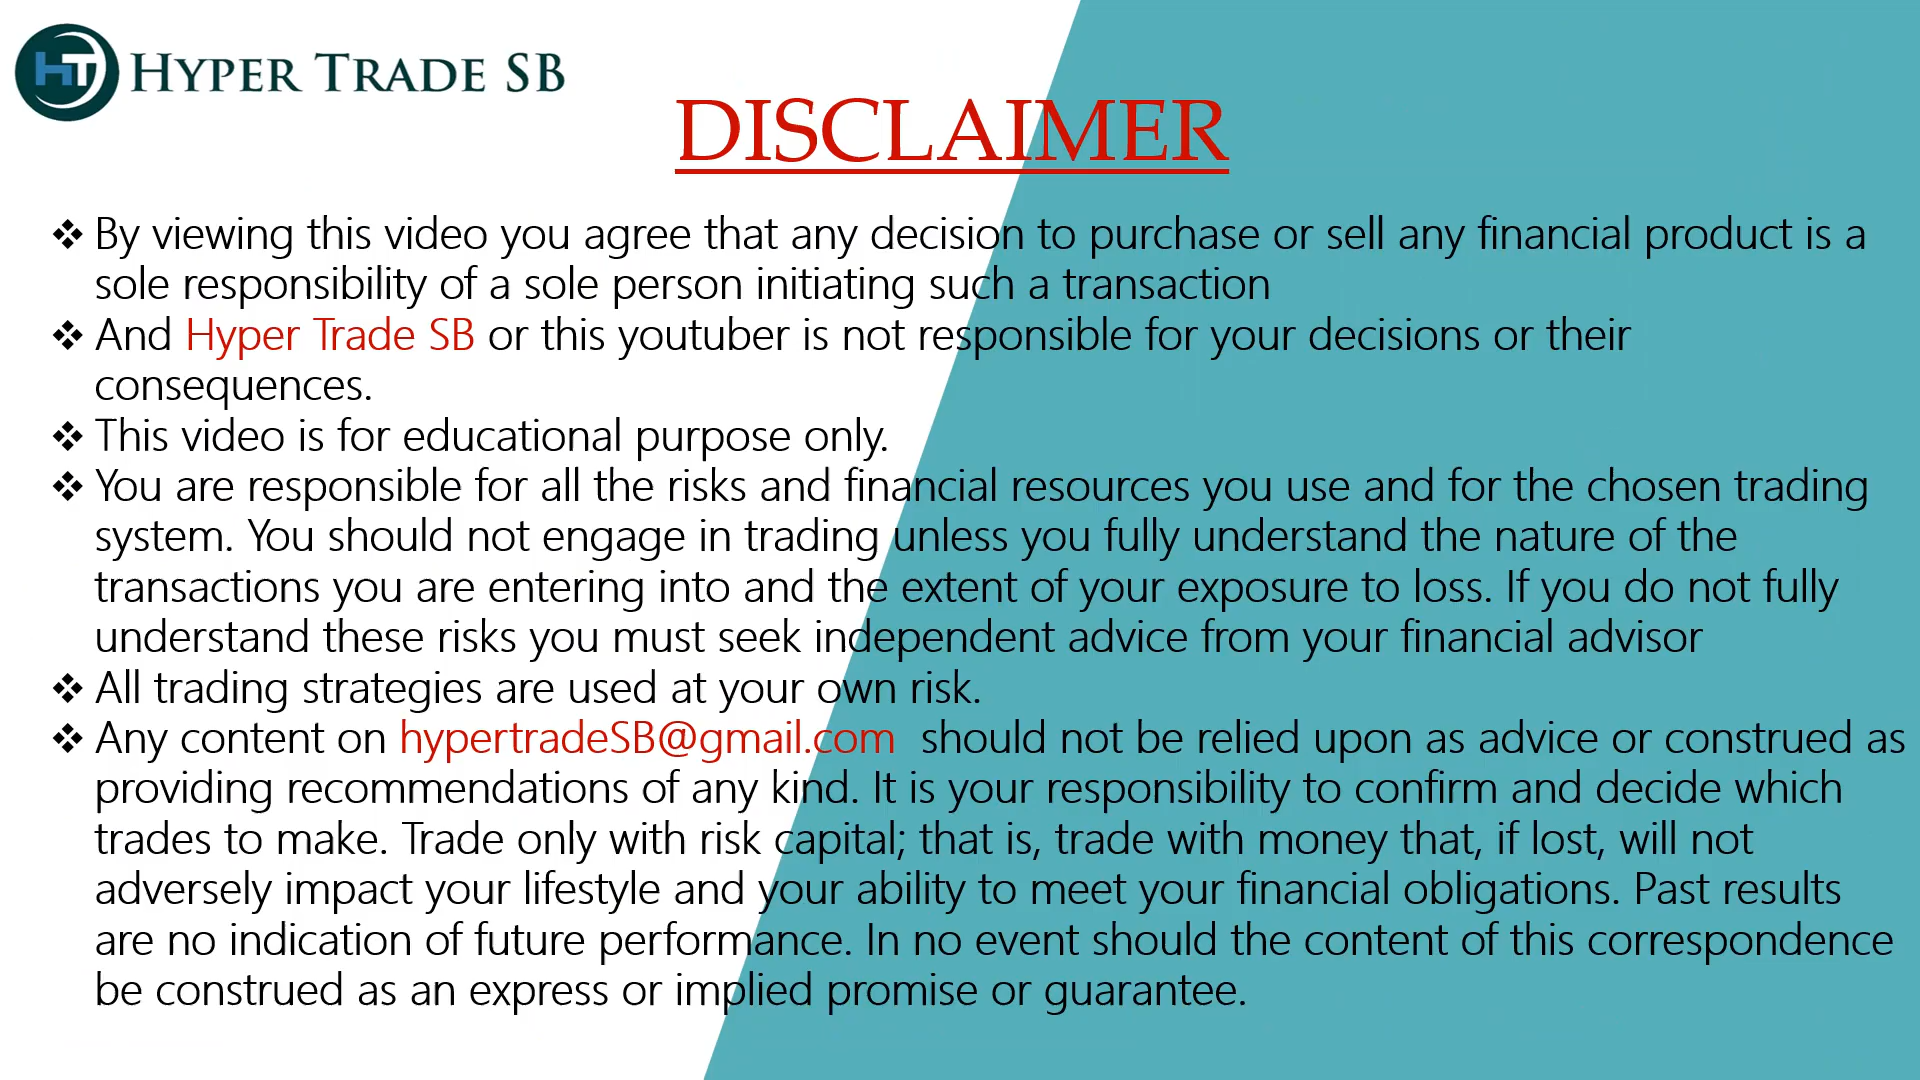 HT HYPER TRADE SB
DISCLAIMER
❖ By viewing this video you agree that any decision to purchase or sell any financial product is a
sole responsibility of a sole person initiating such a transaction
❖ And Hyper Trade SB or this youtuber is not responsible for your decisions or their
consequences.
❖ This video is for educational purpose only.
❖ You are responsible for all the risks and financial resources you use and for the chosen trading
system. You should not engage in trading unless you fully understand the nature of the
transactions you are entering into and the extent of your exposure to loss. If you do not fully
understand these risks you must seek independent advice from your financial advisor
❖ All trading strategies are used at your own risk.
❖ Any content on hypertradeSB@gmail.com should not be relied upon as advice or construed as
providing recommendations of any kind. It is your responsibility to confirm and decide which
trades to make. Trade only with risk capital; that is, trade with money that, if lost, will not
adversely impact your lifestyle and your ability to meet your financial obligations. Past results
are no indication of future performance. In no event should the content of this correspondence
be construed as an express or implied promise or guarantee.